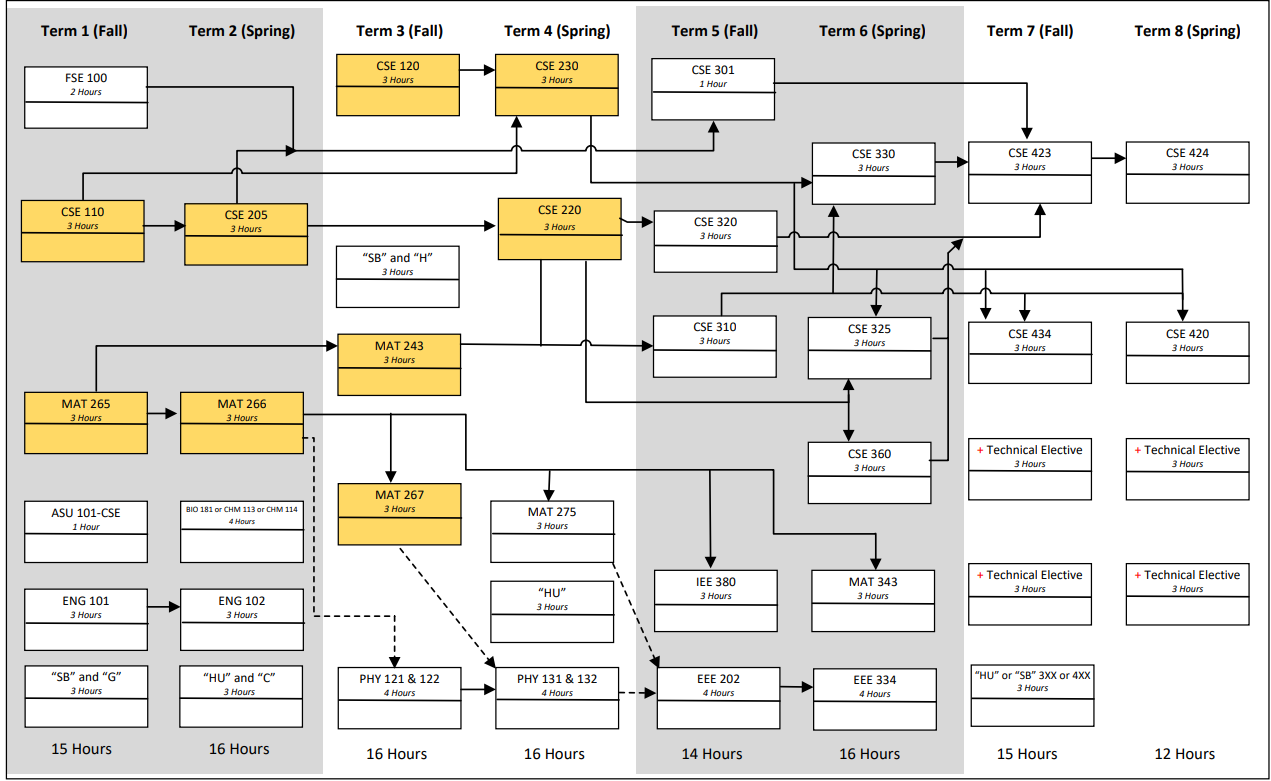 Term 1 (Fall)
Term 2 (Spring)
Term 3 (Fall)
Term 4 (Spring)
Term 5 (Fall)
Term 6 (Spring)
Term 7 (Fall)
Term 8 (Spring)
FSE 100
2 Hours
CSE 110
3 Hours
MAT 265
3 Hours
ASU 101-CSE
1 Hour
ENG 101
3 Hours
“SB” and “G”
3 Hours
15 Hours
CSE 205
3 Hours
MAT 266
3 Hours
BIO 181 or CHM 113 or CHM 114
4 Hours
ENG 102
3 Hours
“HU” and “C”
3 Hours
16 Hours
CSE 120
3 Hours
“SB” and “H”
3 Hours
MAT 243
3 Hours
MAT 267
3 Hours
PHY 121 & 122
4 Hours
16 Hours
CSE 230
3 Hours
CSE 220
3 Hours
MAT 275
3 Hours
“HU”
3 Hours
PHY 131 & 132
4 Hours
16 Hours
CSE 301
1 Hour
CSE 320
3 Hours
CSE 310
3 Hours
IEE 380
3 Hours
EEE 202
4 Hours
14 Hours
CSE 330
3 Hours
CSE 325
3 Hours
CSE 360
3 Hours
MAT 343
3 Hours
EEE 334
4 Hours
16 Hours
CSE 423
3 Hours
CSE 434
3 Hours
+ Technical Elective
3 Hours
+ Technical Elective
3 Hours
“HU” or “SB” 3XX or 4XX
3 Hours
15 Hours
CSE 424
3 Hours
CSE 420
3 Hours
+ Technical Elective
3 Hours
+ Technical Elective
3 Hours
12 Hours